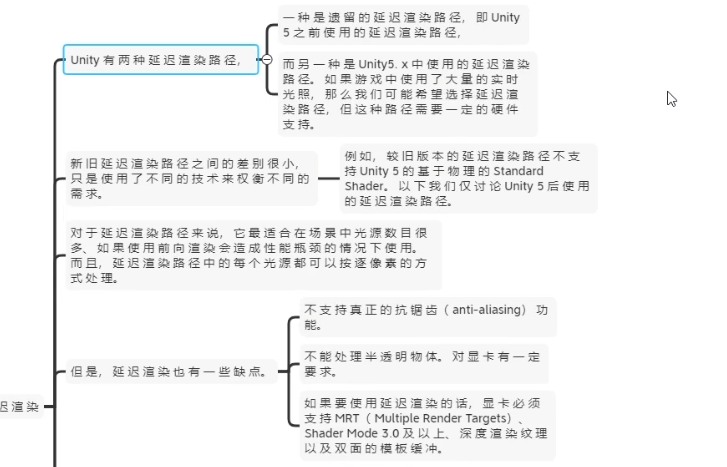 一种是遗留的延迟渲染路径，即 Unity
5 之前使用的延迟渲染路径，
Unity 有两种延迟渲染路径，
而另一种是 Unity5. x 中使用的延迟渲染
路径。如果游戏中使用了大量的实时
光照，那么我们可能希望选择延迟渲
染路径，但这种路径需要一定的硬件
支持。
新旧延迟渲染路径之间的差别很小，
只是使用了不同的技术来权衡不同的
需求。
例如，较旧版本的延迟渲染路径不支
持 Unity 5 的基于物理的 Standard
Shader。以下我们仅讨论 Unity 5 后使用
的延迟渲染路径。
对于延迟渲染路径来说，它最适合在场景中光源数目很
多、如果使用前向渲染会造成性能瓶颈的情况下使用。
而且，延迟渲染路径中的每个光源都可以按逐像素的方
式处理。
不支持真正的抗锯齿（anti-aliasing）功
能。
但是，延迟渲染也有一些缺点。
不能处理半透明物体。对显卡有一定
要求。
如果要使用延迟渲染的话，显卡必须
支持 MRT（Multiple Render Targets）、
Shader Mode 3.0 及以上、深度渲染纹理
以及双面的模板缓冲。
迟渲染